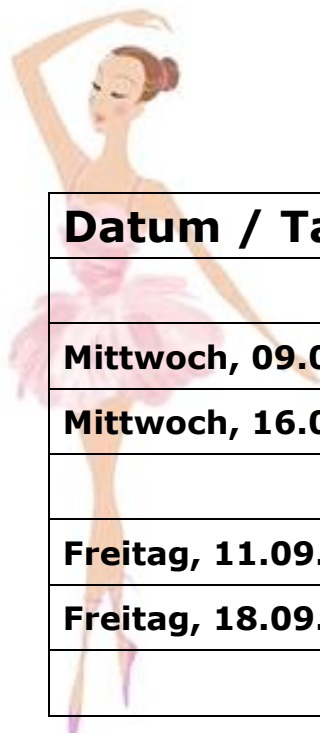 Datum / Ta
Mittwoch, 09.0
Mittwoch, 16.0
Freitag, 11.09.
Freitag, 18.09.